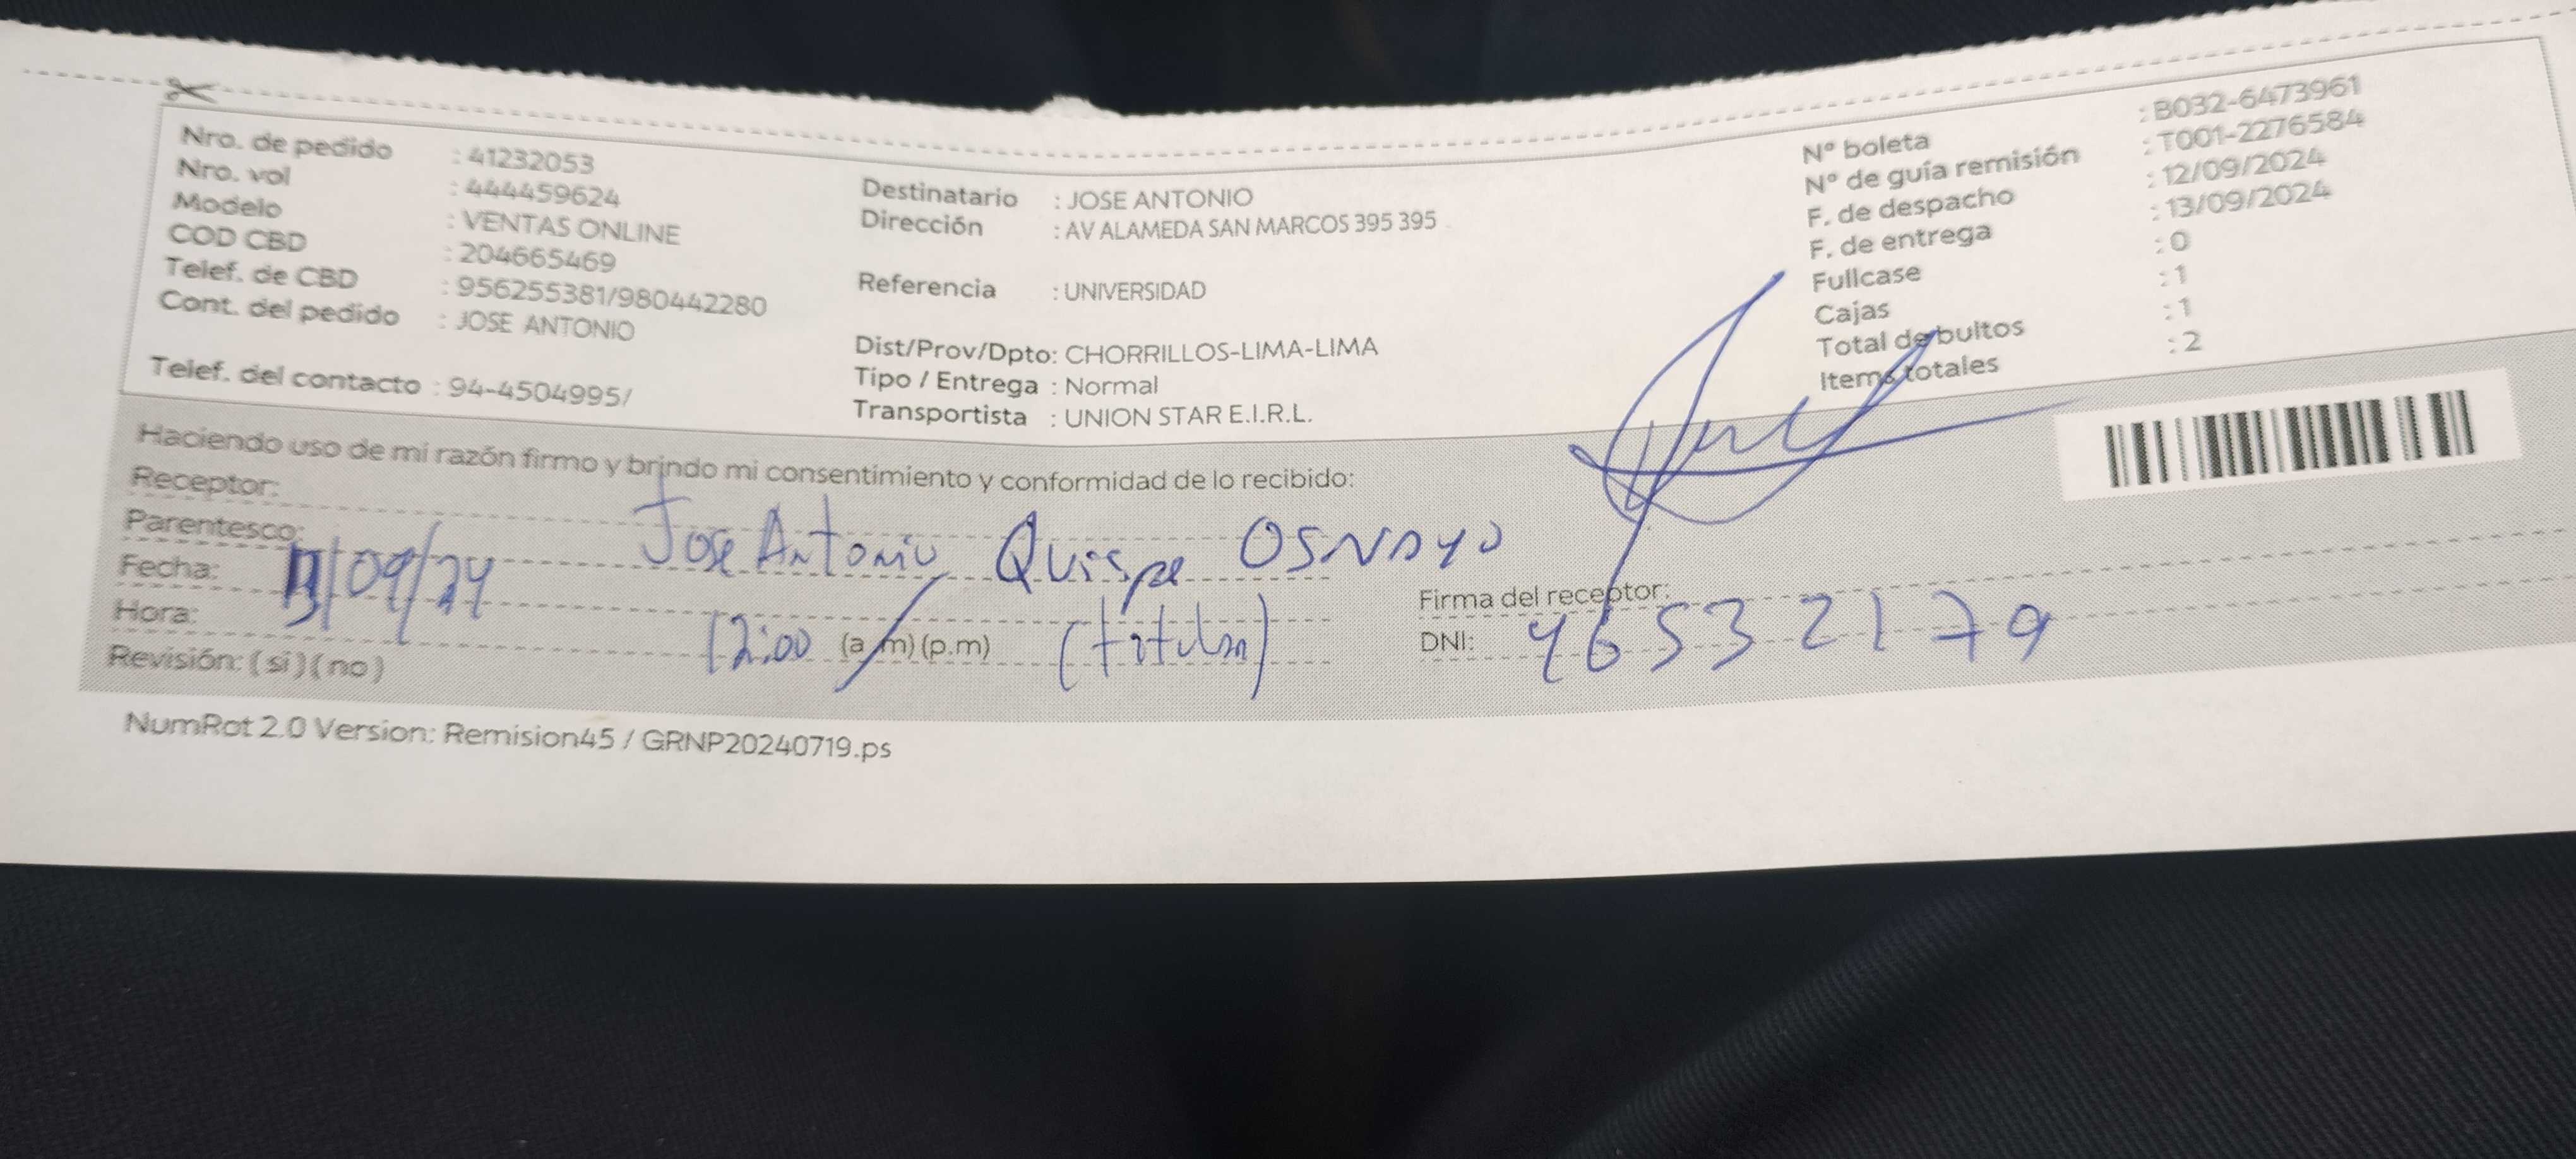 Nro. de pedido : 41232053
Nro. vol : 444459624
Modelo : VENTAS ONLINE
COD CBD : 204665469
Telef. de CBD : 956255381/980442280
Cont. del pedido : JOSE ANTONIO
Telef. del contacto : 94-4504995/
Destinatario : JOSE ANTONIO
Dirección : AV ALAMEDA SAN MARCOS 395 395
Referencia : UNIVERSIDAD
Dist/Prov/Dpto: CHORRILLOS-LIMA-LIMA
Tipo / Entrega : Normal
Transportista : UNION STAR E.I.R.L.
N° boleta : B032-6473961
N° de guía remisión : T001-2276584
F. de despacho : 12/09/2024
F. de entrega : 13/09/2024
Fullcase : 0
Cajas : 1
Total de bultos : 1
Items totales : 2
Haciendo uso de mi razón firmo y brindo mi consentimiento y conformidad de lo recibido:
Receptor: Jose Antonio Quispe
Parentesco: (titular)
Fecha: 13/09/24
Hora: 12:00 (a.m) (p.m)
Revisión: (si) (no)
Firma del receptor:
DNI: 46532179
NumRot 2.0 Version: Remision45 / GRNP20240719.ps